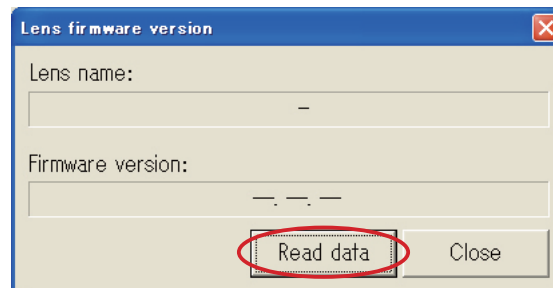 Lens firmware version
Lens name:
–
Firmware version:
—. —. —
Read data
Close